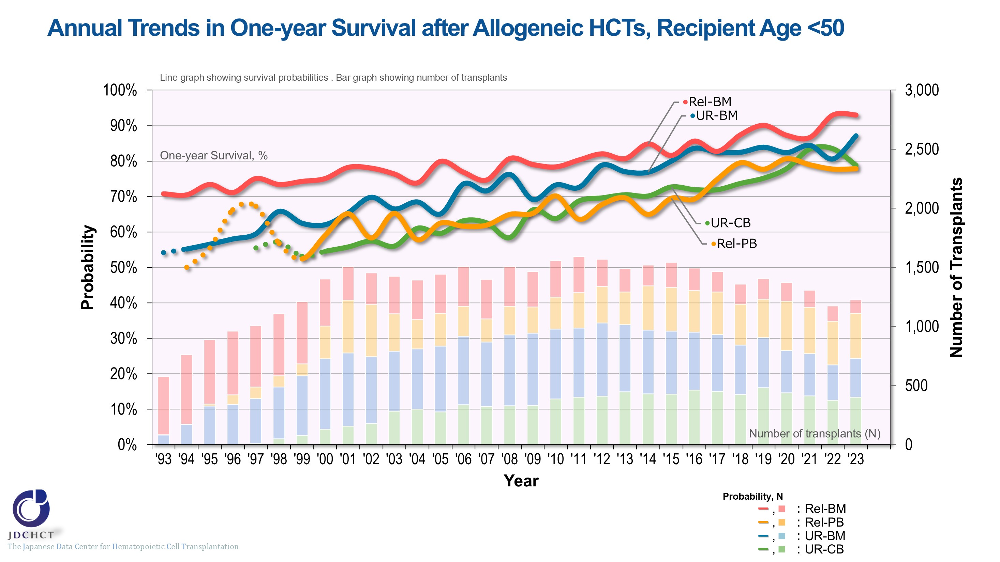 Annual Trends in One-year Survival after Allogeneic HCTs, Recipient Age <50
Line graph showing survival probabilities . Bar graph showing number of transplants
100%
90%
80%
70%
60%
50%
40%
30%
20%
10%
0%
Probability
One-year Survival, %
Rel-BM
UR-BM
UR-CB
Rel-PB
3,000
2,500
2,000
1,500
1,000
500
0
Number of Transplants
Number of transplants (N)
'93 '94 '95 '96 '97 '98 '99 '00 '01 '02 '03 '04 '05 '06 '07 '08 '09 '10 '11 '12 '13 '14 '15 '16 '17 '18 '19 '20 '21 '22 '23
Year
Probability, N
, : Rel-BM
, : Rel-PB
, : UR-BM
, : UR-CB
JDCHCT
The Japanese Data Center for Hematopoietic Cell Transplantation